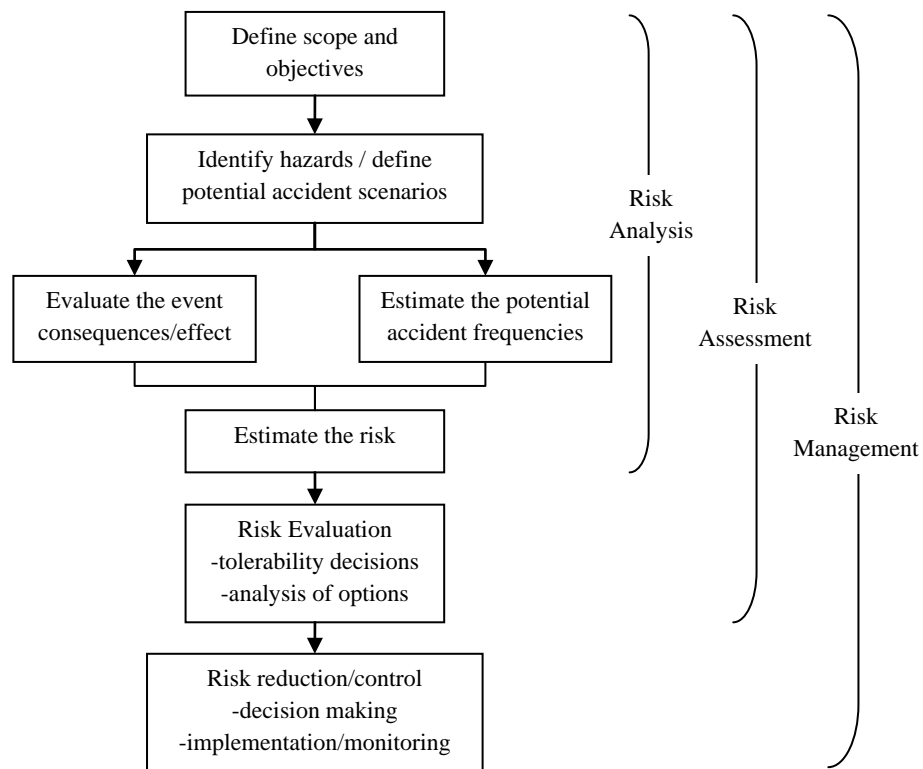 Define scope and
objectives
Identify hazards / define
potential accident scenarios
Evaluate the event
consequences/effect
Estimate the potential
accident frequencies
Estimate the risk
Risk Evaluation
-tolerability decisions
-analysis of options
Risk reduction/control
-decision making
-implementation/monitoring
Risk
Analysis
Risk
Assessment
Risk
Management